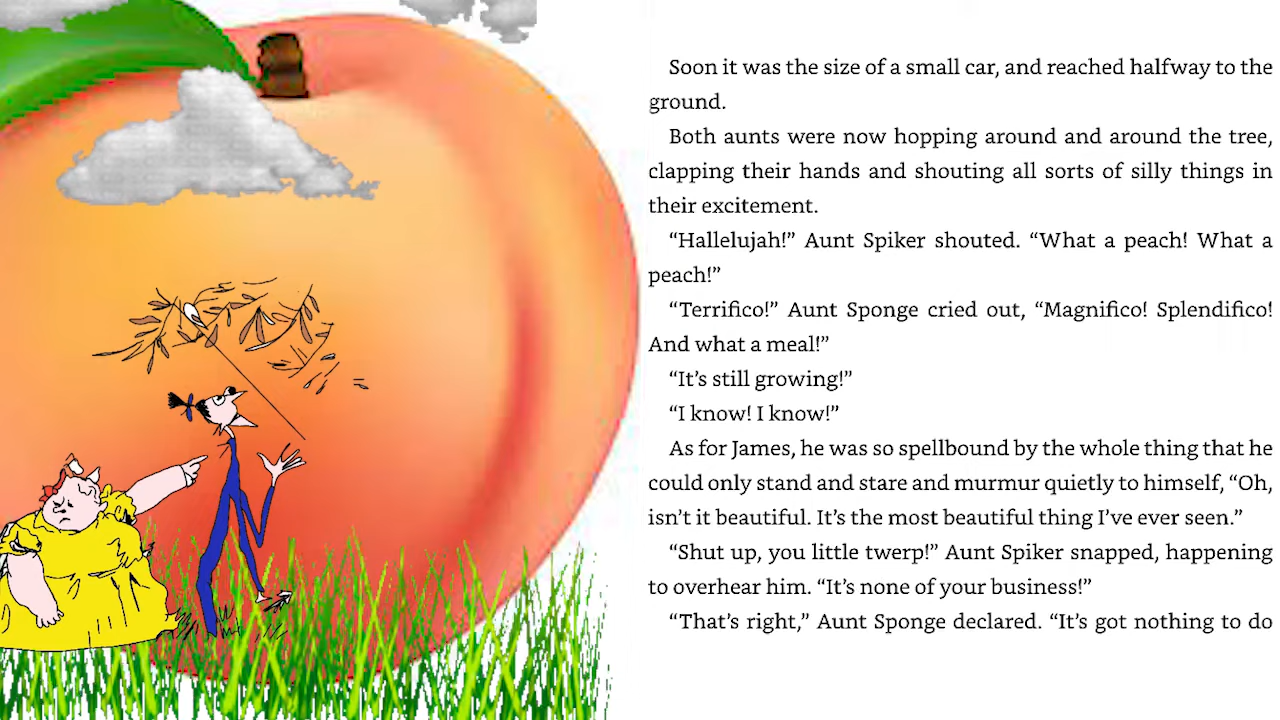 Soon it was the size of a small car, and reached halfway to the
ground.
Both aunts were now hopping around and around the tree,
clapping their hands and shouting all sorts of silly things in
their excitement.
“Hallelujah!” Aunt Spiker shouted. “What a peach! What a
peach!”
“Terrifico!” Aunt Sponge cried out, “Magnifico! Splendifico!
And what a meal!”
“It’s still growing!”
“I know! I know!”
As for James, he was so spellbound by the whole thing that he
could only stand and stare and murmur quietly to himself, “Oh,
isn’t it beautiful. It’s the most beautiful thing I’ve ever seen.”
“Shut up, you little twerp!” Aunt Spiker snapped, happening
to overhear him. “It’s none of your business!”
“That’s right,” Aunt Sponge declared. “It’s got nothing to do